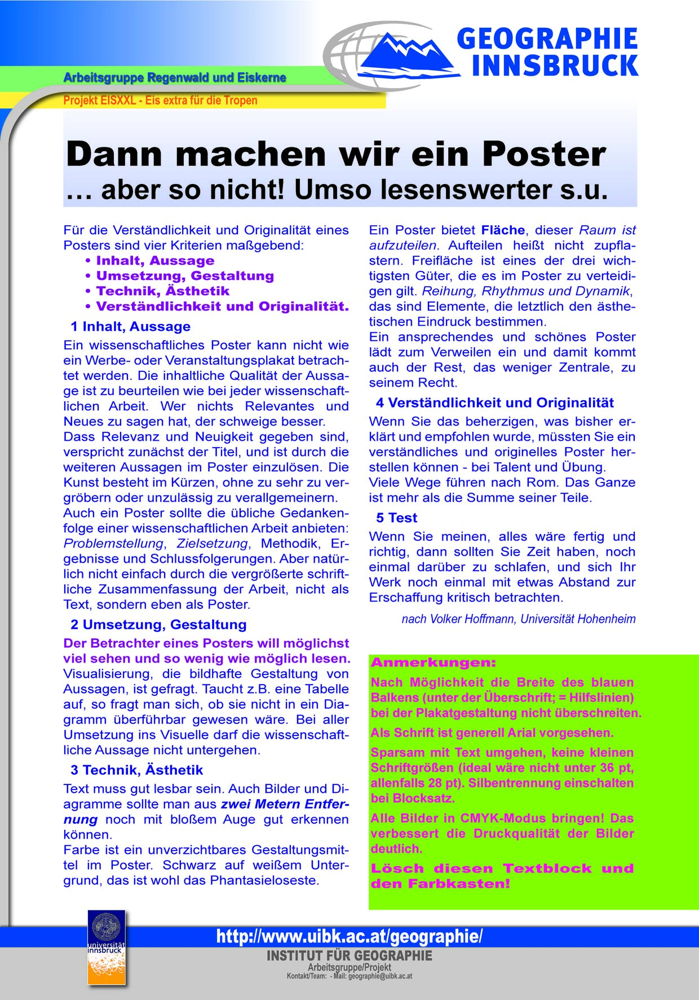 GEOGRAPHIE
INNSBRUCK
Arbeitsgruppe Regenwald und Eiskerne
Projekt EISXXL - Eis extra für die Tropen
Dann machen wir ein Poster
… aber so nicht! Umso lesenswerter s.u.
Für die Verständlichkeit und Originalität eines
Posters sind vier Kriterien maßgebend:
• Inhalt, Aussage
• Umsetzung, Gestaltung
• Technik, Ästhetik
• Verständlichkeit und Originalität.
1 Inhalt, Aussage
Ein wissenschaftliches Poster kann nicht wie
ein Werbe- oder Veranstaltungsplakat betrach-
tet werden. Die inhaltliche Qualität der Aussa-
ge ist zu beurteilen wie bei jeder wissenschaft-
lichen Arbeit. Wer nichts Relevantes und
Neues zu sagen hat, der schweige besser.
Dass Relevanz und Neuigkeit gegeben sind,
verspricht zunächst der Titel, und ist durch die
weiteren Aussagen im Poster einzulösen. Die
Kunst besteht im Kürzen, ohne zu sehr zu ver-
gröbern oder unzulässig zu verallgemeinern.
Auch ein Poster sollte die übliche Gedanken-
folge einer wissenschaftlichen Arbeit anbieten:
Problemstellung, Zielsetzung, Methodik, Er-
gebnisse und Schlussfolgerungen. Aber natür-
lich nicht einfach durch die vergrößerte schrift-
liche Zusammenfassung der Arbeit, nicht als
Text, sondern eben als Poster.
2 Umsetzung, Gestaltung
Der Betrachter eines Posters will möglichst
viel sehen und so wenig wie möglich lesen.
Visualisierung, die bildhafte Gestaltung von
Aussagen, ist gefragt. Taucht z.B. eine Tabelle
auf, so fragt man sich, ob sie nicht in ein Dia-
gramm überführbar gewesen wäre. Bei aller
Umsetzung ins Visuelle darf die wissenschaft-
liche Aussage nicht untergehen.
3 Technik, Ästhetik
Text muss gut lesbar sein. Auch Bilder und Di-
agramme sollte man aus zwei Metern Entfer-
nung noch mit bloßem Auge gut erkennen
können.
Farbe ist ein unverzichtbares Gestaltungsmit-
tel im Poster. Schwarz auf weißem Unter-
grund, das ist wohl das Phantasieloseste.
Ein Poster bietet Fläche, dieser Raum ist
aufzuteilen. Aufteilen heißt nicht zupfla-
stern. Freifläche ist eines der drei wich-
tigsten Güter, die es im Poster zu verteidi-
gen gilt. Reihung, Rhythmus und Dynamik,
das sind Elemente, die letztlich den ästhe-
tischen Eindruck bestimmen.
Ein ansprechendes und schönes Poster
lädt zum Verweilen ein und damit kommt
auch der Rest, das weniger Zentrale, zu
seinem Recht.
4 Verständlichkeit und Originalität
Wenn Sie das beherzigen, was bisher er-
klärt und empfohlen wurde, müssten Sie ein
verständliches und originelles Poster her-
stellen können - bei Talent und Übung.
Viele Wege führen nach Rom. Das Ganze
ist mehr als die Summe seiner Teile.
5 Test
Wenn Sie meinen, alles wäre fertig und
richtig, dann sollten Sie Zeit haben, noch
einmal darüber zu schlafen, und sich Ihr
Werk noch einmal mit etwas Abstand zur
Erschaffung kritisch betrachten.
nach Volker Hoffmann, Universität Hohenheim
Anmerkungen:
Nach Möglichkeit die Breite des blauen
Balkens (unter der Überschrift; = Hilfslinien)
bei der Plakatgestaltung nicht überschreiten.
Als Schrift ist generell Arial vorgesehen.
Sparsam mit Text umgehen, keine kleinen
Schriftgrößen (ideal wäre nicht unter 36 pt,
allenfalls 28 pt). Silbentrennung einschalten
bei Blocksatz.
Alle Bilder in CMYK-Modus bringen! Das
verbessert die Druckqualität der Bilder
deutlich.
Lösch diesen Textblock und
den Farbkasten!
universität
innsbruck
http://www.uibk.ac.at/geographie/
INSTITUT FÜR GEOGRAPHIE
Arbeitsgruppe/Projekt
Kontakt/Team: - Mail: geographie@uibk.ac.at